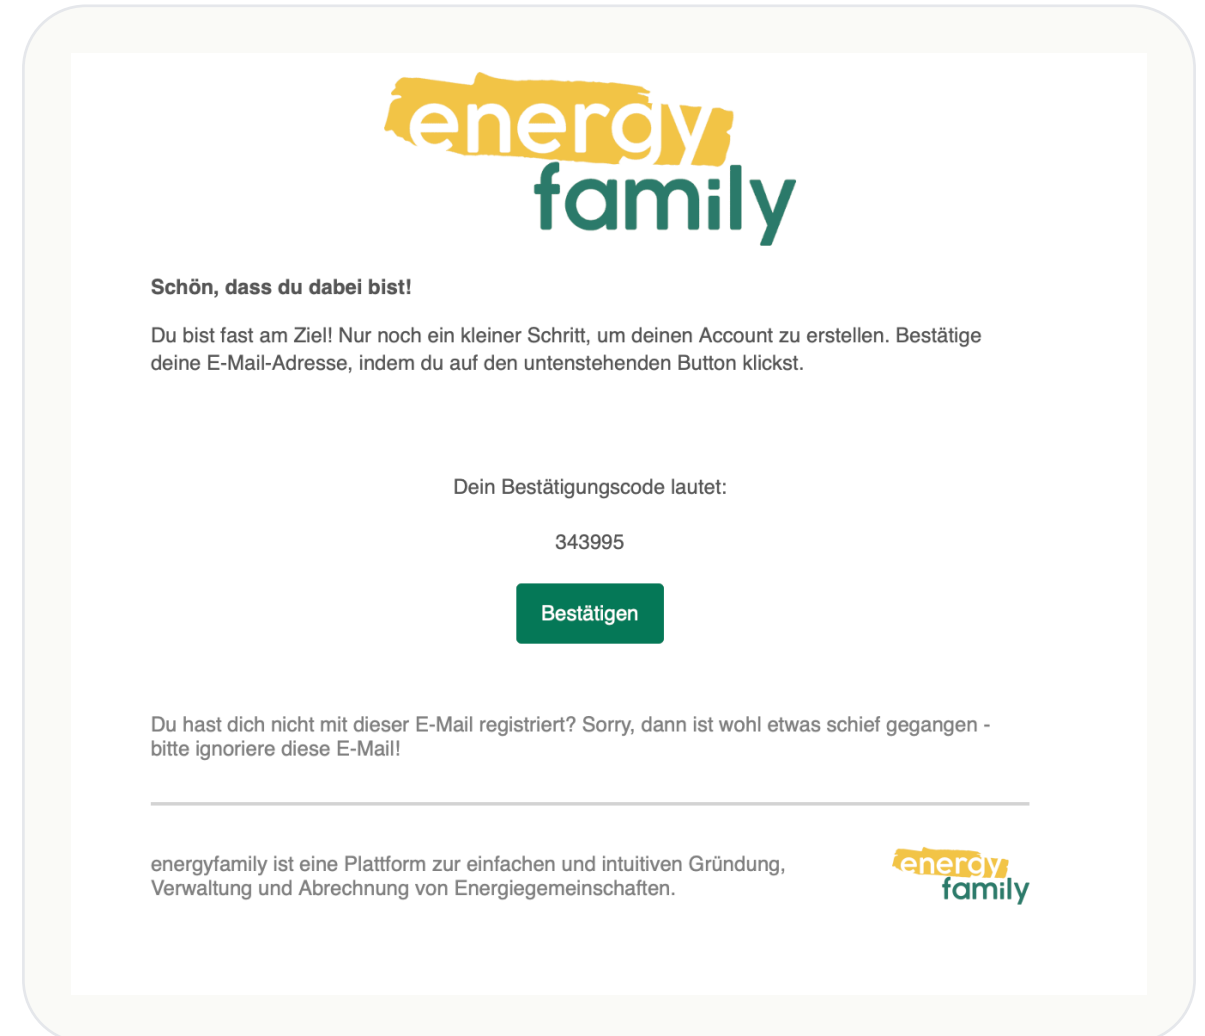 energy
family
Schön, dass du dabei bist!
Du bist fast am Ziel! Nur noch ein kleiner Schritt, um deinen Account zu erstellen. Bestätige
deine E-Mail-Adresse, indem du auf den untenstehenden Button klickst.
Dein Bestätigungscode lautet:
343995
Bestätigen
Du hast dich nicht mit dieser E-Mail registriert? Sorry, dann ist wohl etwas schief gegangen -
bitte ignoriere diese E-Mail!
energyfamily ist eine Plattform zur einfachen und intuitiven Gründung,
Verwaltung und Abrechnung von Energiegemeinschaften.
energy
family